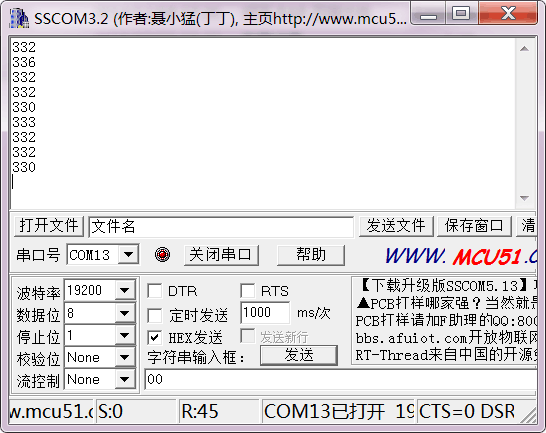 SSCOM3.2 (作者:聂小猛(丁丁), 主页http://www.mcu5...
332
336
332
332
330
333
332
332
330
打开文件 文件名 发送文件 保存窗口 清
串口号 COM13 关闭串口 帮助 WWW. MCU51.c
波特率 19200 DTR RTS
数据位 8 定时发送 1000 ms/次
停止位 1 HEX发送 发送新行
校验位 None 字符串输入框: 发送
流控制 None 00
【下载升级版SSCOM5.13】
▲PCB打样哪家强？当然就是
PCB打样请加F助理的QQ:800
bbs.afuiot.com开放物联网
RT-Thread来自中国的开源
w.mcu51.c S:0 R:45 COM13已打开 19 CTS=0 DSR